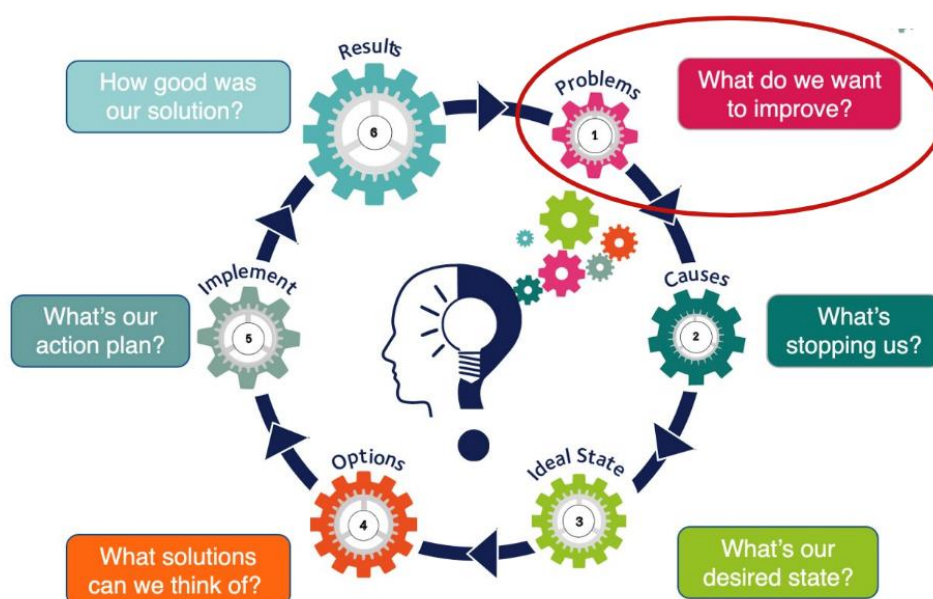 Results
How good was
our solution?
6
Problems
1
What do we want
to improve?
Causes
2
What's
stopping us?
Ideal State
3
What's our
desired state?
Options
4
What solutions
can we think of?
Implement
5
What's our
action plan?